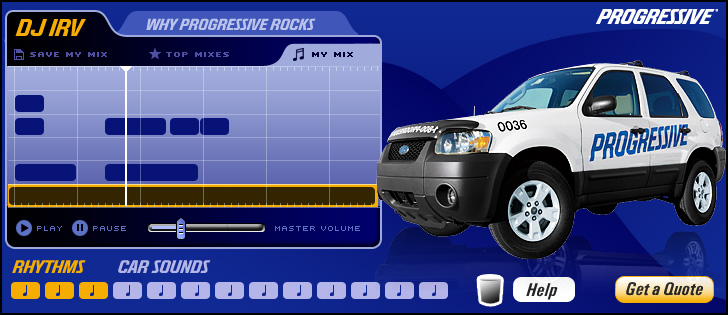 DJ IRV
WHY PROGRESSIVE ROCKS
PROGRESSIVE
SAVE MY MIX
TOP MIXES
MY MIX
0036
PROGRESSIVE
PLAY
PAUSE
MASTER VOLUME
RHYTHMS
CAR SOUNDS
Help
Get a Quote